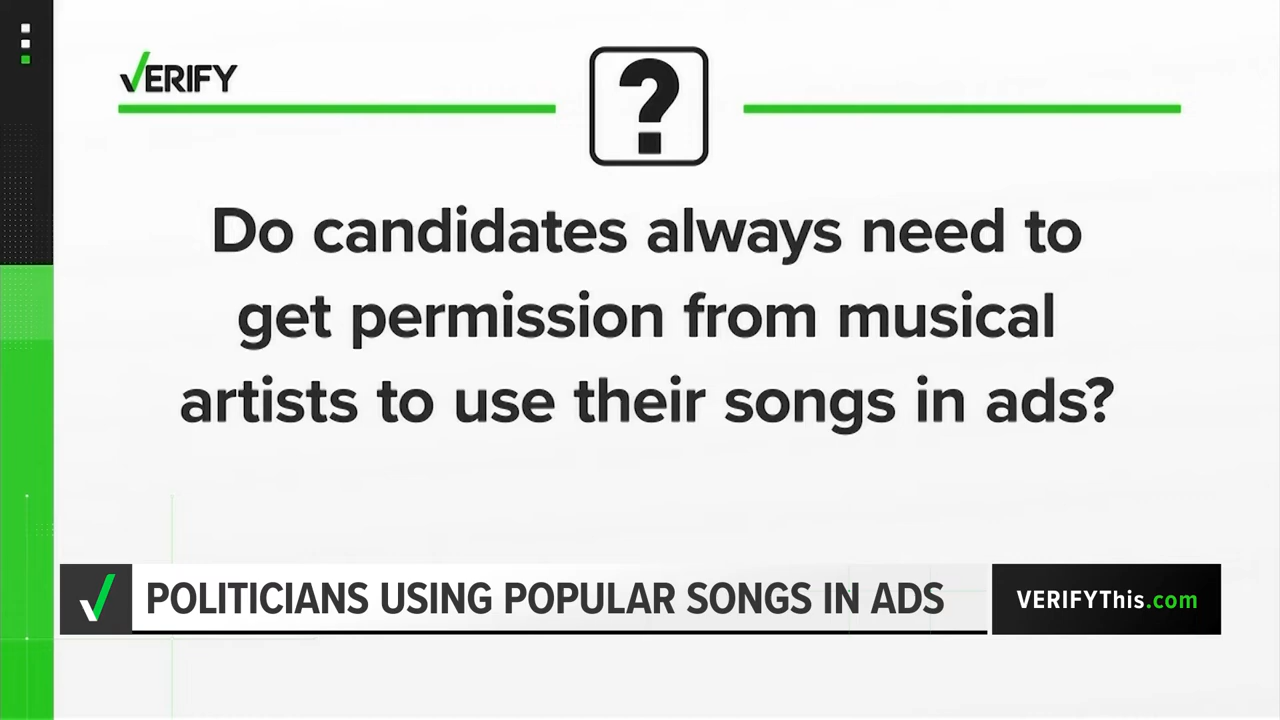 VERIFY
?
Do candidates always need to
get permission from musical
artists to use their songs in ads?
POLITICIANS USING POPULAR SONGS IN ADS
VERIFYThis.com